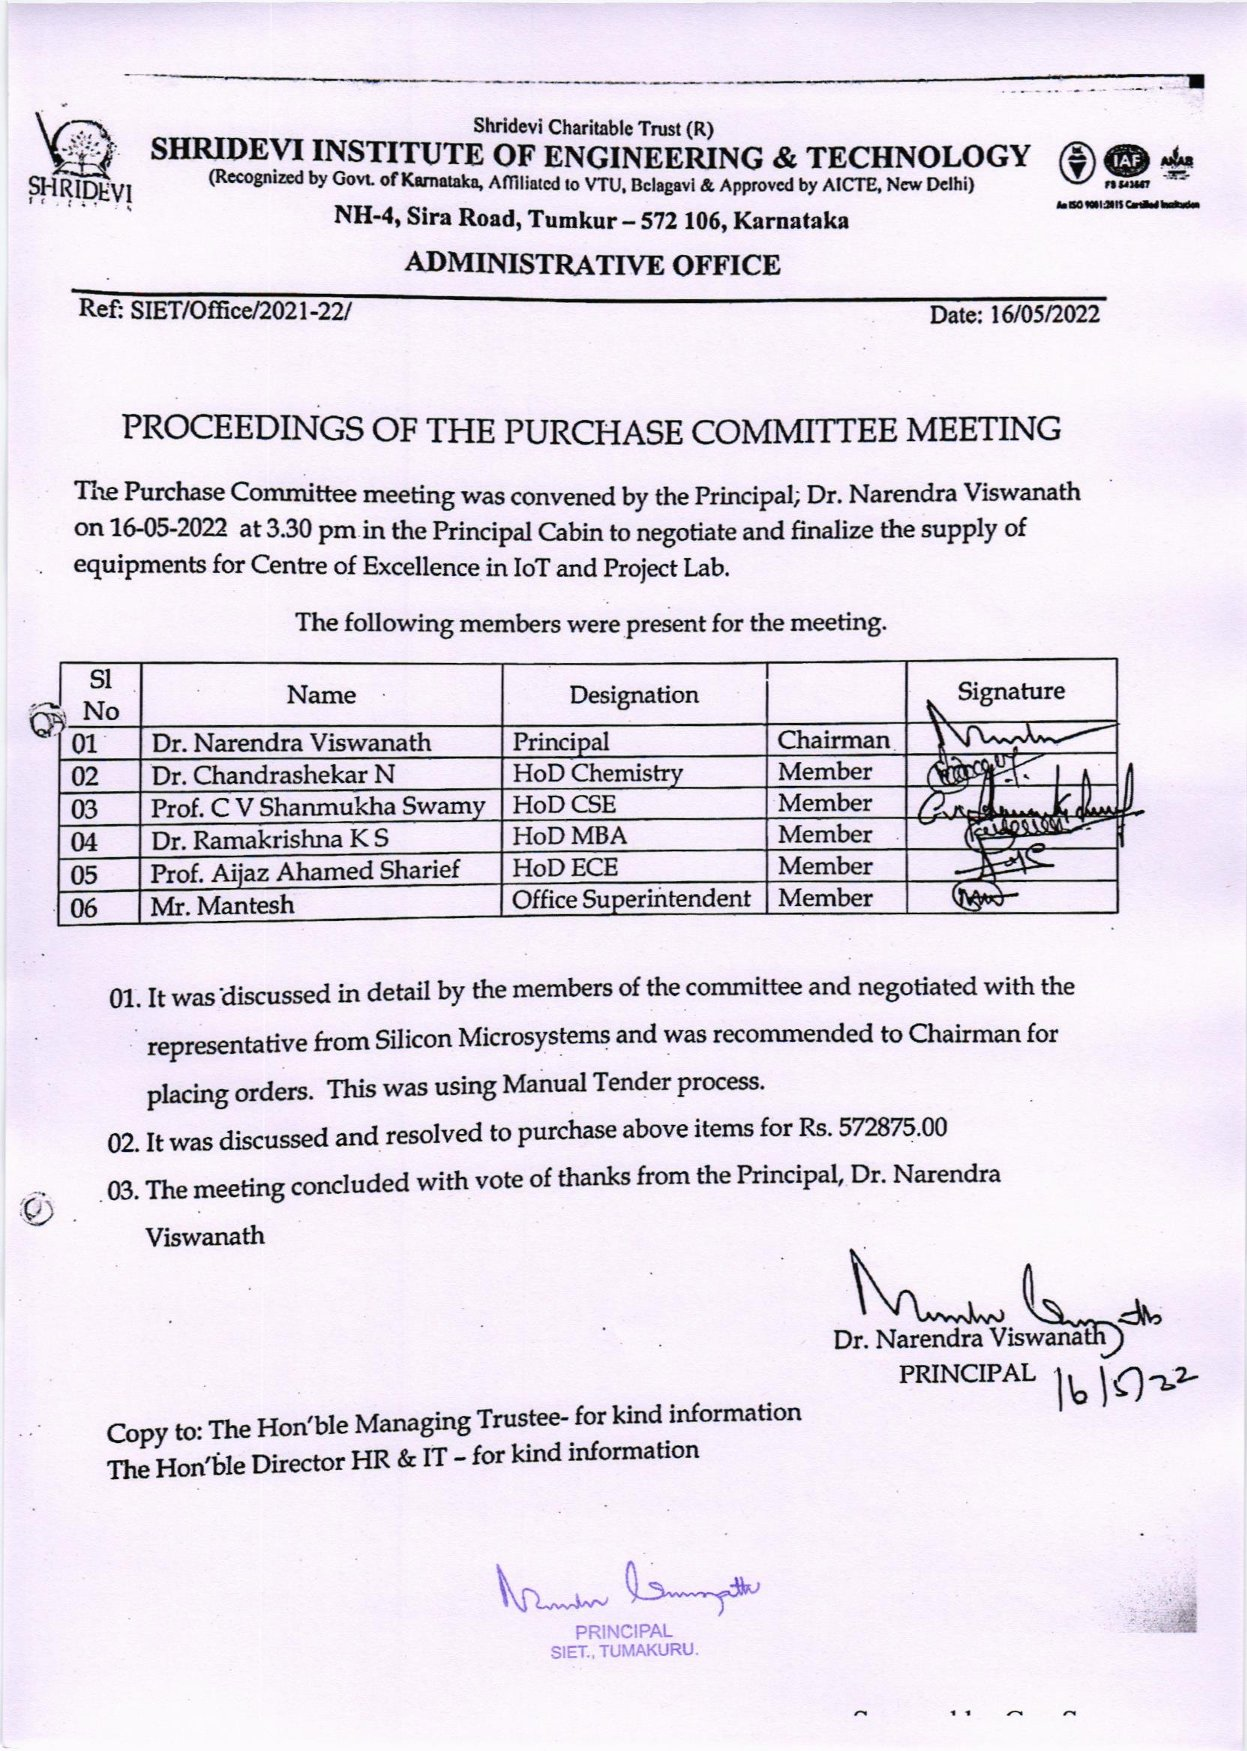 Shridevi Charitable Trust (R)
SHRIDEVI INSTITUTE OF ENGINEERING & TECHNOLOGY
(Recognized by Govt. of Karnataka, Affiliated to VTU, Belagavi & Approved by AICTE, New Delhi)
NH-4, Sira Road, Tumkur – 572 106, Karnataka
ADMINISTRATIVE OFFICE
SHRIDEVI
IAF
ANAB
An ISO 9001:2015 Certified Institution
Ref: SIET/Office/2021-22/ Date: 16/05/2022
PROCEEDINGS OF THE PURCHASE COMMITTEE MEETING
The Purchase Committee meeting was convened by the Principal; Dr. Narendra Viswanath
on 16-05-2022 at 3.30 pm in the Principal Cabin to negotiate and finalize the supply of
equipments for Centre of Excellence in IoT and Project Lab.
The following members were present for the meeting.
Sl No Name Designation Signature
01 Dr. Narendra Viswanath Principal Chairman
02 Dr. Chandrashekar N HoD Chemistry Member
03 Prof. C V Shanmukha Swamy HoD CSE Member
04 Dr. Ramakrishna K S HoD MBA Member
05 Prof. Aijaz Ahamed Sharief HoD ECE Member
06 Mr. Mantesh Office Superintendent Member
01. It was discussed in detail by the members of the committee and negotiated with the
representative from Silicon Microsystems and was recommended to Chairman for
placing orders. This was using Manual Tender process.
02. It was discussed and resolved to purchase above items for Rs. 572875.00
03. The meeting concluded with vote of thanks from the Principal, Dr. Narendra
Viswanath
Dr. Narendra Viswanath
PRINCIPAL 16/5/22
Copy to: The Hon'ble Managing Trustee- for kind information
The Hon'ble Director HR & IT – for kind information
PRINCIPAL
SIET., TUMAKURU.